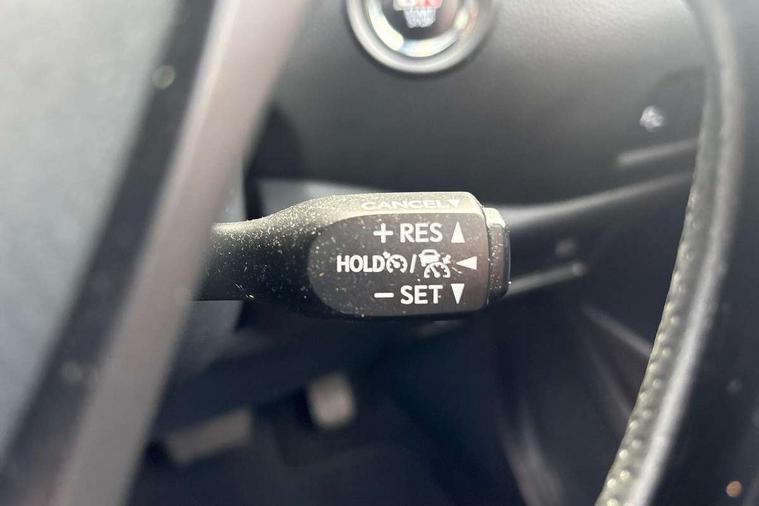 CANCEL
+ RES
HOLD /
− SET